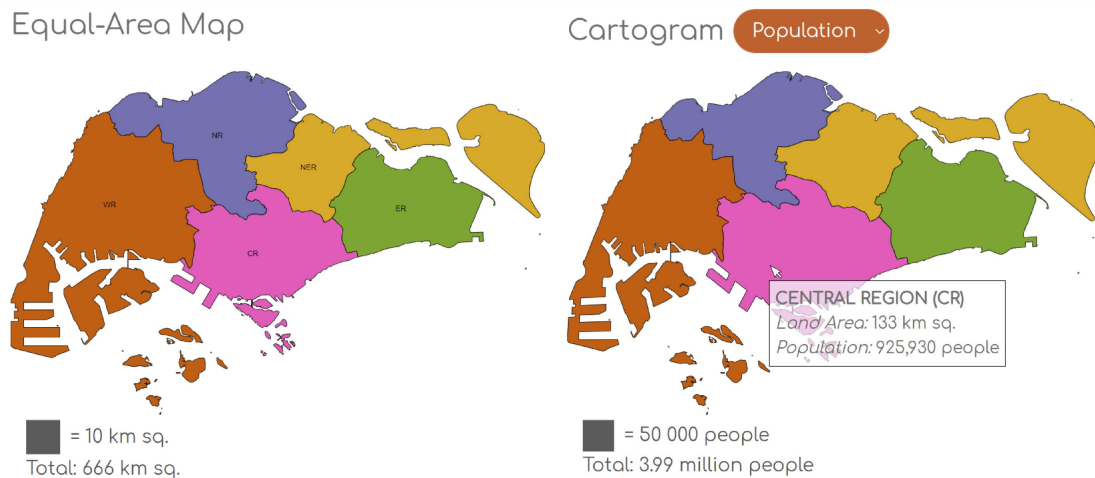 Equal-Area Map
Cartogram Population
NR
NER
WR
ER
CR
CENTRAL REGION (CR)
Land Area: 133 km sq.
Population: 925,930 people
= 10 km sq.
Total: 666 km sq.
= 50 000 people
Total: 3.99 million people